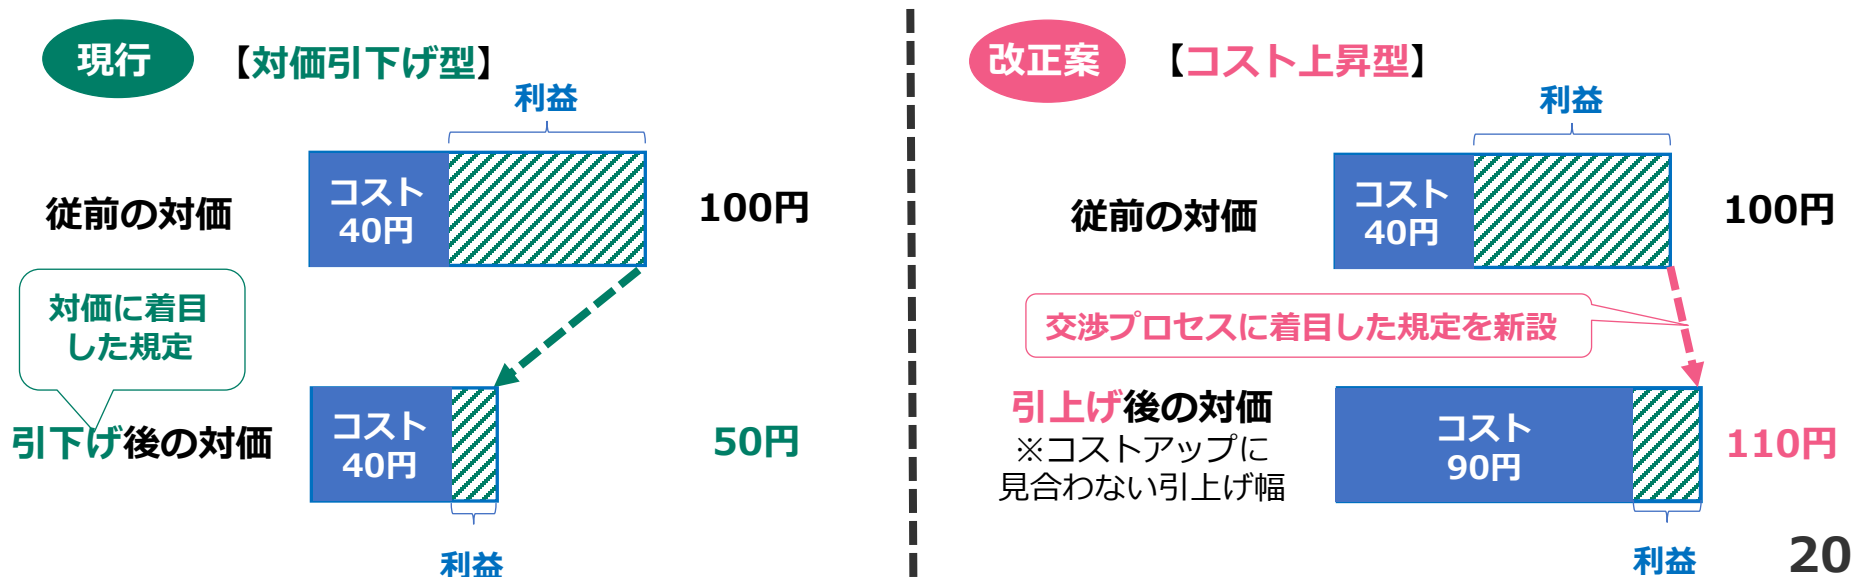 現行
【対価引下げ型】
利益
従前の対価
コスト
40円
100円
対価に着目
した規定
引下げ後の対価
コスト
40円
50円
利益
改正案
【コスト上昇型】
利益
従前の対価
コスト
40円
100円
交渉プロセスに着目した規定を新設
引上げ後の対価
※コストアップに
見合わない引上げ幅
コスト
90円
110円
利益
20